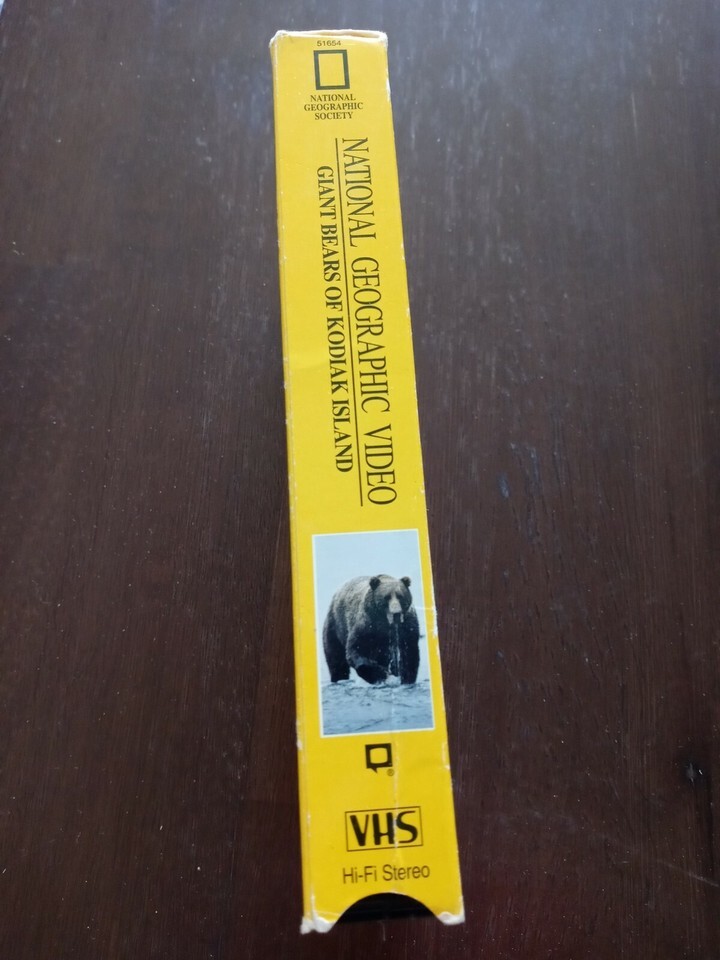 51654
NATIONAL
GEOGRAPHIC
SOCIETY
NATIONAL GEOGRAPHIC VIDEO
GIANT BEARS OF KODIAK ISLAND
®
VHS
Hi-Fi Stereo